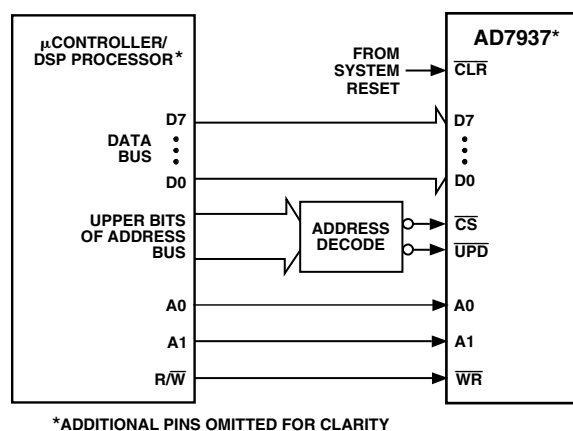 µCONTROLLER/
DSP PROCESSOR*
AD7937*
FROM
SYSTEM
RESET
CLR
D7
DATA
BUS
D0
D7
D0
UPPER BITS
OF ADDRESS
BUS
ADDRESS
DECODE
CS
UPD
A0
A0
A1
A1
R/W
WR
*ADDITIONAL PINS OMITTED FOR CLARITY